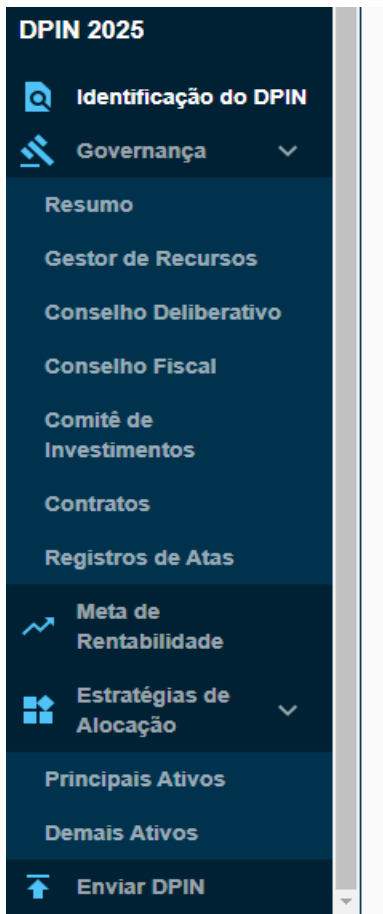 DPIN 2025
Identificação do DPIN
Governança
Resumo
Gestor de Recursos
Conselho Deliberativo
Conselho Fiscal
Comitê de
Investimentos
Contratos
Registros de Atas
Meta de
Rentabilidade
Estratégias de
Alocação
Principais Ativos
Demais Ativos
Enviar DPIN